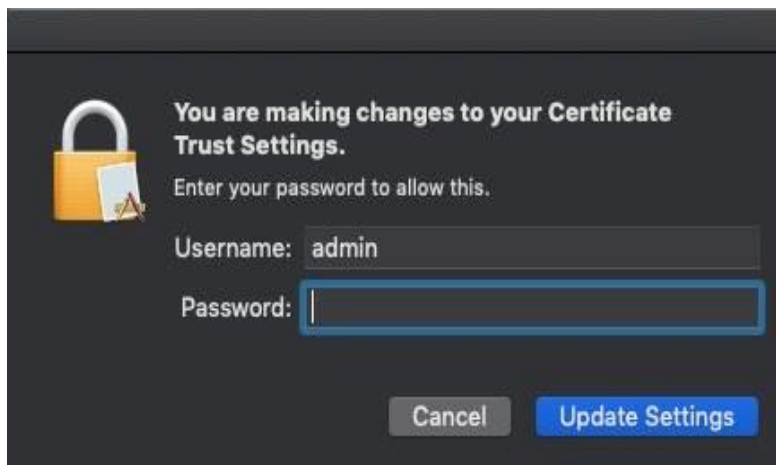 You are making changes to your Certificate
Trust Settings.
Enter your password to allow this.
Username: admin
Password:
Cancel Update Settings